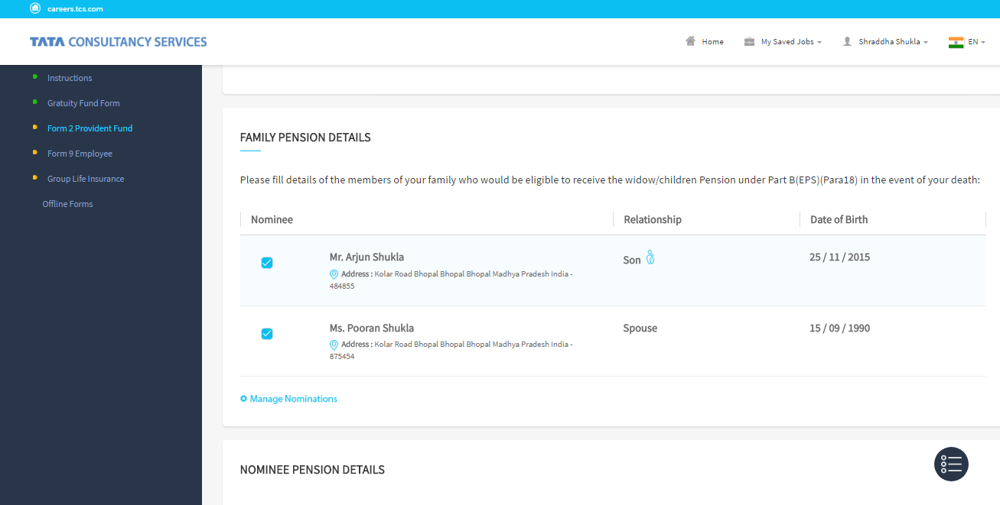 careers.tcs.com
TATA CONSULTANCY SERVICES
Home
My Saved Jobs
Shraddha Shukla
EN
Instructions
Gratuity Fund Form
Form 2 Provident Fund
Form 9 Employee
Group Life Insurance
Offline Forms
FAMILY PENSION DETAILS
Please fill details of the members of your family who would be eligible to receive the widow/children Pension under Part B(EPS)(Para18) in the event of your death:
Nominee
Relationship
Date of Birth
Mr. Arjun Shukla
Address : Kolar Road Bhopal Bhopal Bhopal Madhya Pradesh India -
484855
Son
25 / 11 / 2015
Ms. Pooran Shukla
Address : Kolar Road Bhopal Bhopal Bhopal Madhya Pradesh India -
875454
Spouse
15 / 09 / 1990
Manage Nominations
NOMINEE PENSION DETAILS